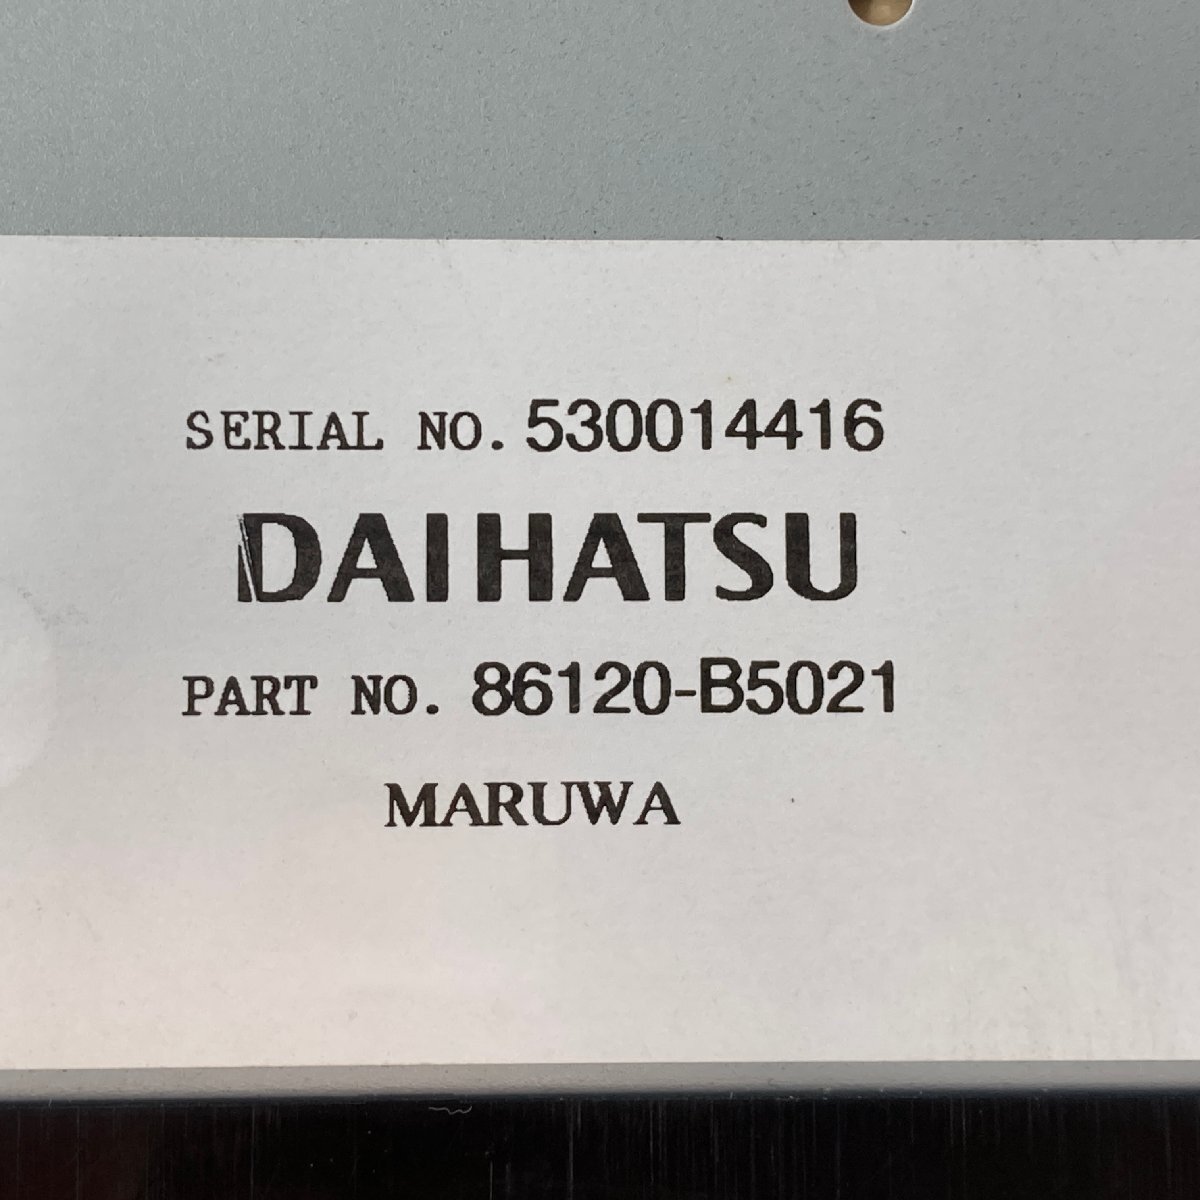 SERIAL NO. 530014416
DAIHATSU
PART NO. 86120-B5021
MARUWA